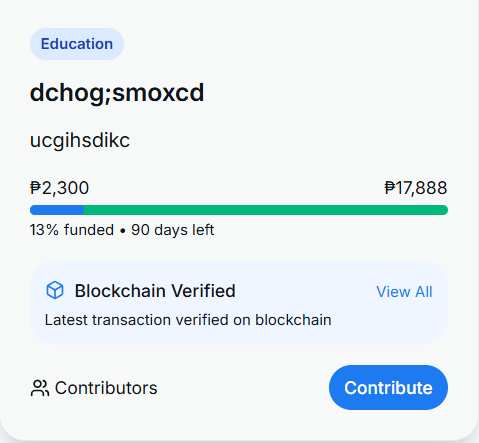 Education
dchog;smoxcd
ucgihsdikc
₱2,300 ₱17,888
13% funded • 90 days left
Blockchain Verified View All
Latest transaction verified on blockchain
Contributors Contribute